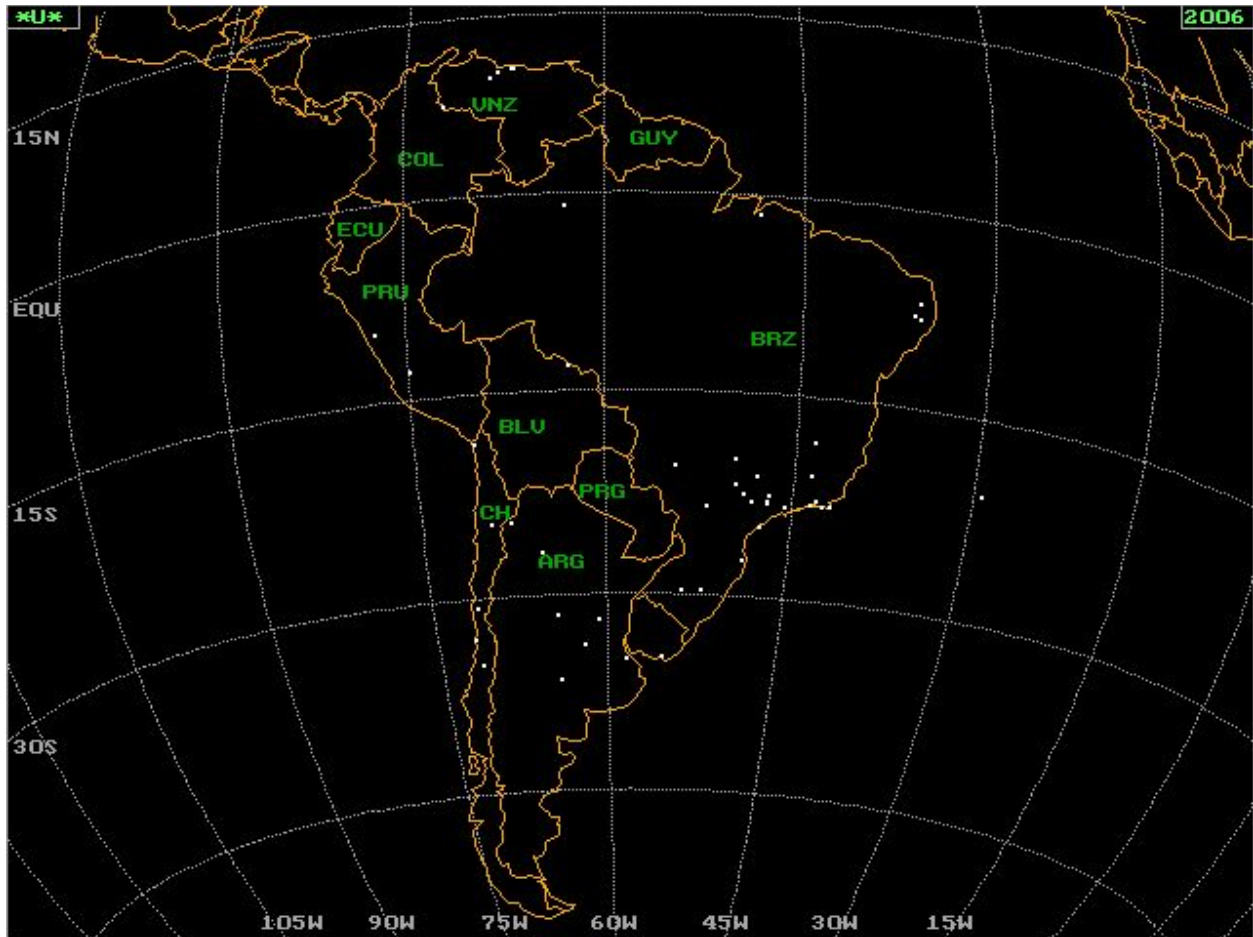 *U*
2006
VNZ
15N
GUY
COL
ECU
PRU
EQU
BRZ
BLV
PRG
15S
CH
ARG
30S
105W 90W 75W 60W 45W 30W 15W